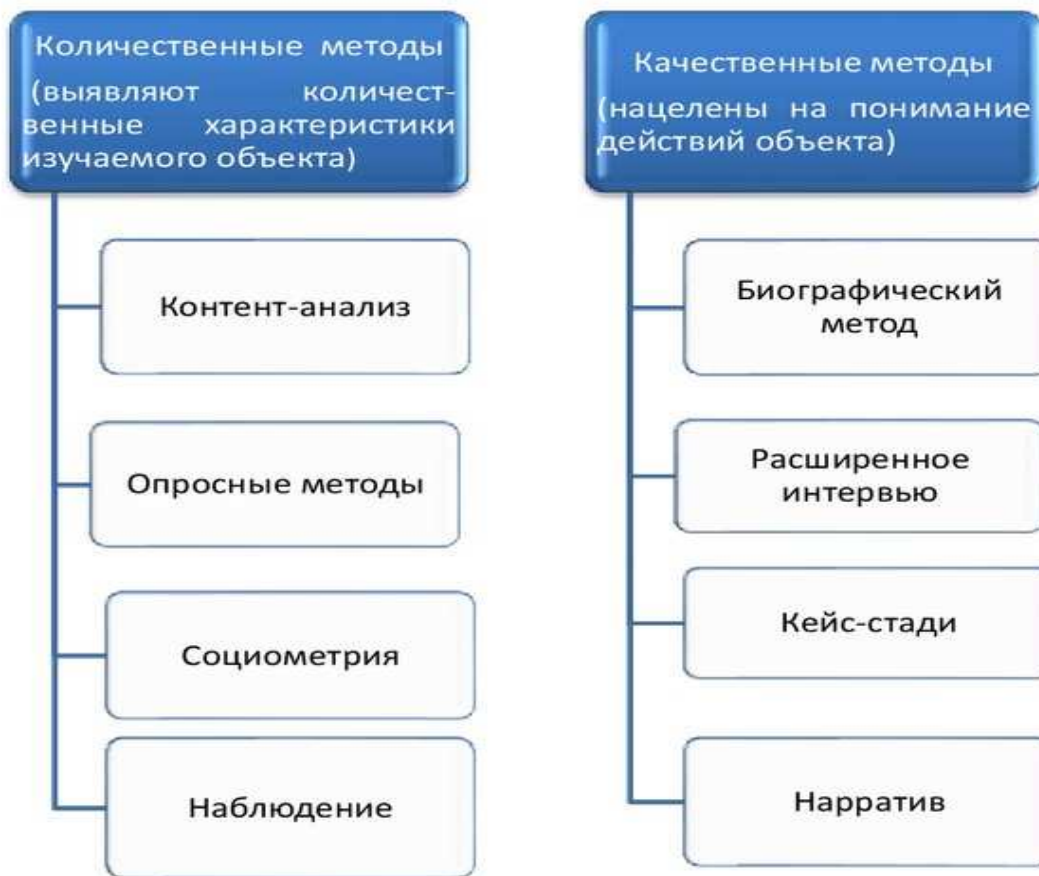 Количественные методы
(выявляют количест-
венные характеристики
изучаемого объекта)
Контент-анализ
Опросные методы
Социометрия
Наблюдение
Качественные методы
(нацелены на понимание
действий объекта)
Биографический
метод
Расширенное
интервью
Кейс-стади
Нарратив